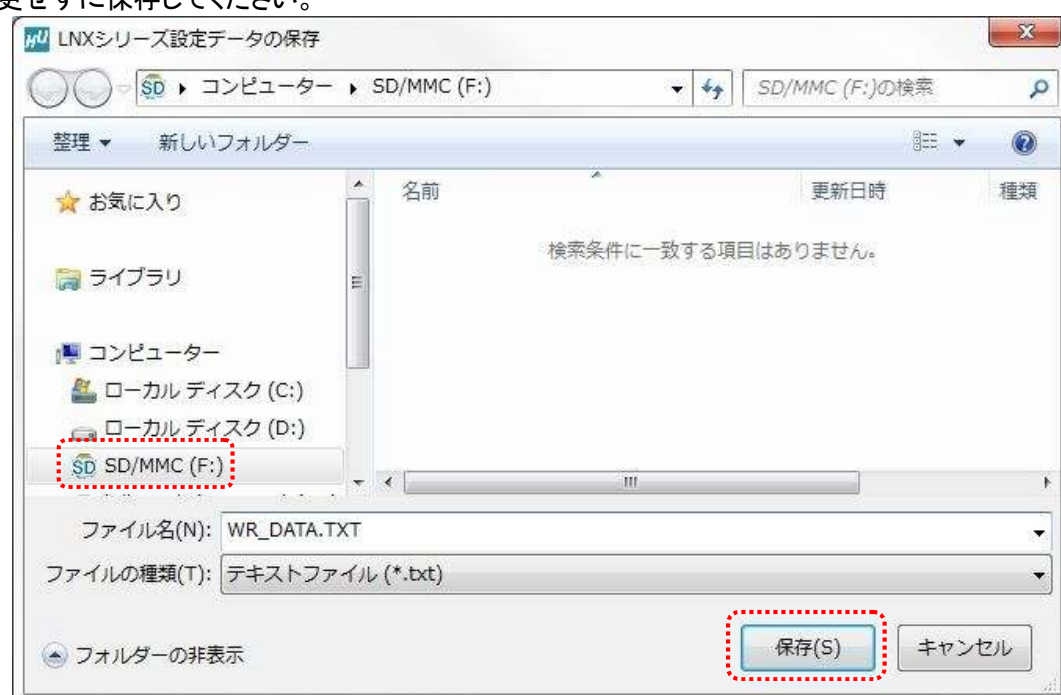 更せずに保存してください。
LNXシリーズ設定データの保存
SD ▸ コンピューター ▸ SD/MMC (F:)
SD/MMC (F:)の検索
整理 新しいフォルダー
お気に入り
名前 更新日時 種類
検索条件に一致する項目はありません。
ライブラリ
コンピューター
ローカル ディスク (C:)
ローカル ディスク (D:)
SD SD/MMC (F:)
ファイル名(N): WR_DATA.TXT
ファイルの種類(T): テキストファイル (*.txt)
フォルダーの非表示
保存(S) キャンセル